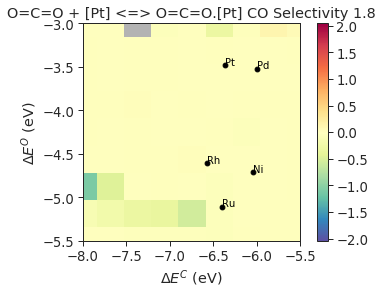 O=C=O + [Pt] <=> O=C=O.[Pt] CO Selectivity 1.8
−3.0
−3.5
−4.0
−4.5
−5.0
−5.5
ΔE^O (eV)
Pt
Pd
Rh
Ni
Ru
−8.0 −7.5 −7.0 −6.5 −6.0 −5.5
ΔE^C (eV)
2.0
1.5
1.0
0.5
0.0
−0.5
−1.0
−1.5
−2.0